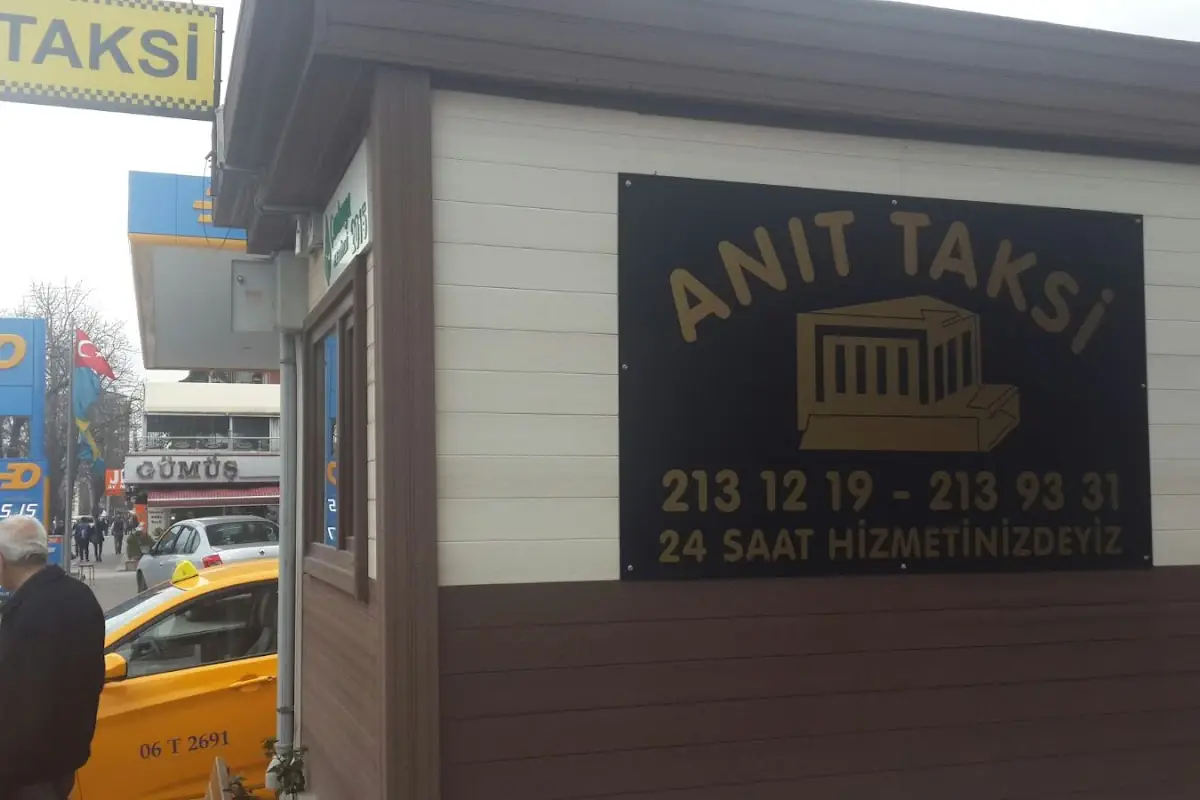 TAKSİ
ANIT TAKSİ
213 12 19 - 213 93 31
24 SAAT HİZMETİNİZDEYİZ
GÜMÜŞ
06 T 2691